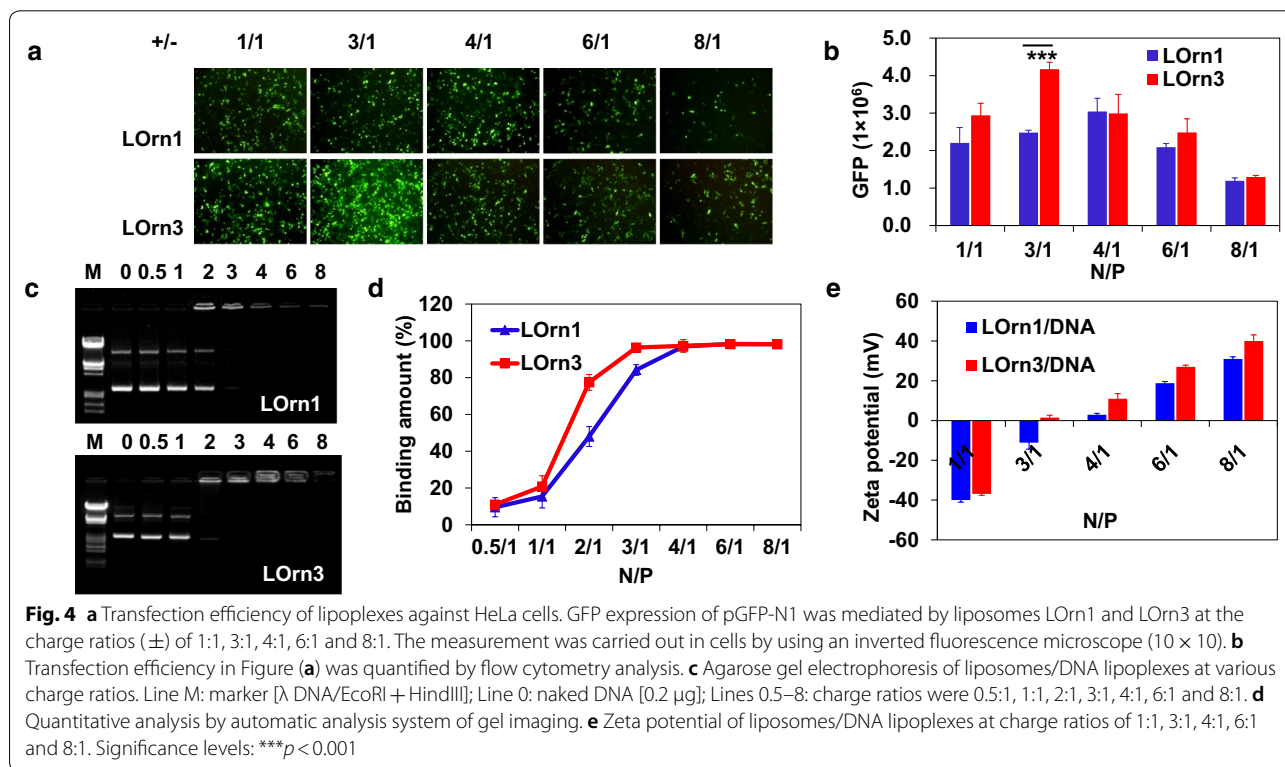 a
+/- 1/1 3/1 4/1 6/1 8/1
LOrn1
LOrn3
b
5.0
4.0
3.0
2.0
1.0
0.0
GFP (1×10⁶)
***
LOrn1
LOrn3
1/1 3/1 4/1 6/1 8/1
N/P
c
M 0 0.5 1 2 3 4 6 8
LOrn1
M 0 0.5 1 2 3 4 6 8
LOrn3
d
120
100
80
60
40
20
0
Binding amount (%)
LOrn1
LOrn3
0.5/1 1/1 2/1 3/1 4/1 6/1 8/1
N/P
e
60
40
20
0
-20
-40
-60
Zeta potential (mV)
LOrn1/DNA
LOrn3/DNA
1/1 3/1 4/1 6/1 8/1
N/P
Fig. 4 a Transfection efficiency of lipoplexes against HeLa cells. GFP expression of pGFP-N1 was mediated by liposomes LOrn1 and LOrn3 at the
charge ratios (±) of 1:1, 3:1, 4:1, 6:1 and 8:1. The measurement was carried out in cells by using an inverted fluorescence microscope (10 × 10). b
Transfection efficiency in Figure (a) was quantified by flow cytometry analysis. c Agarose gel electrophoresis of liposomes/DNA lipoplexes at various
charge ratios. Line M: marker [λ DNA/EcoRI + HindIII]; Line 0: naked DNA [0.2 μg]; Lines 0.5–8: charge ratios were 0.5:1, 1:1, 2:1, 3:1, 4:1, 6:1 and 8:1. d
Quantitative analysis by automatic analysis system of gel imaging. e Zeta potential of liposomes/DNA lipoplexes at charge ratios of 1:1, 3:1, 4:1, 6:1
and 8:1. Significance levels: ***p < 0.001